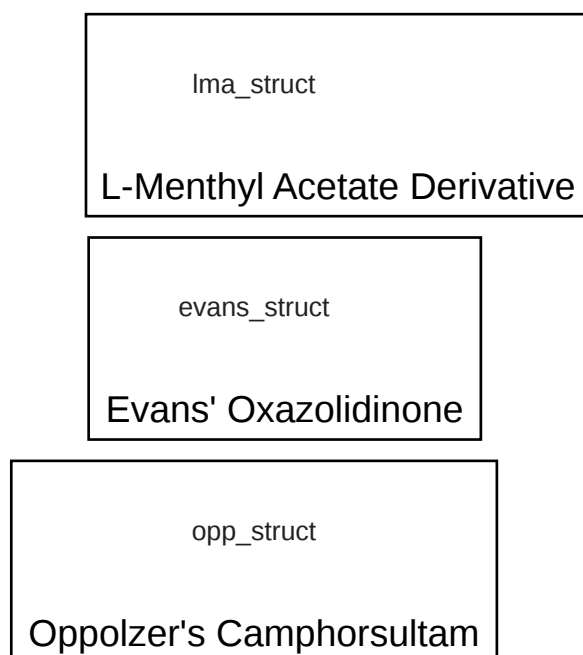 lma_struct
L-Menthyl Acetate Derivative
evans_struct
Evans' Oxazolidinone
opp_struct
Oppolzer's Camphorsultam